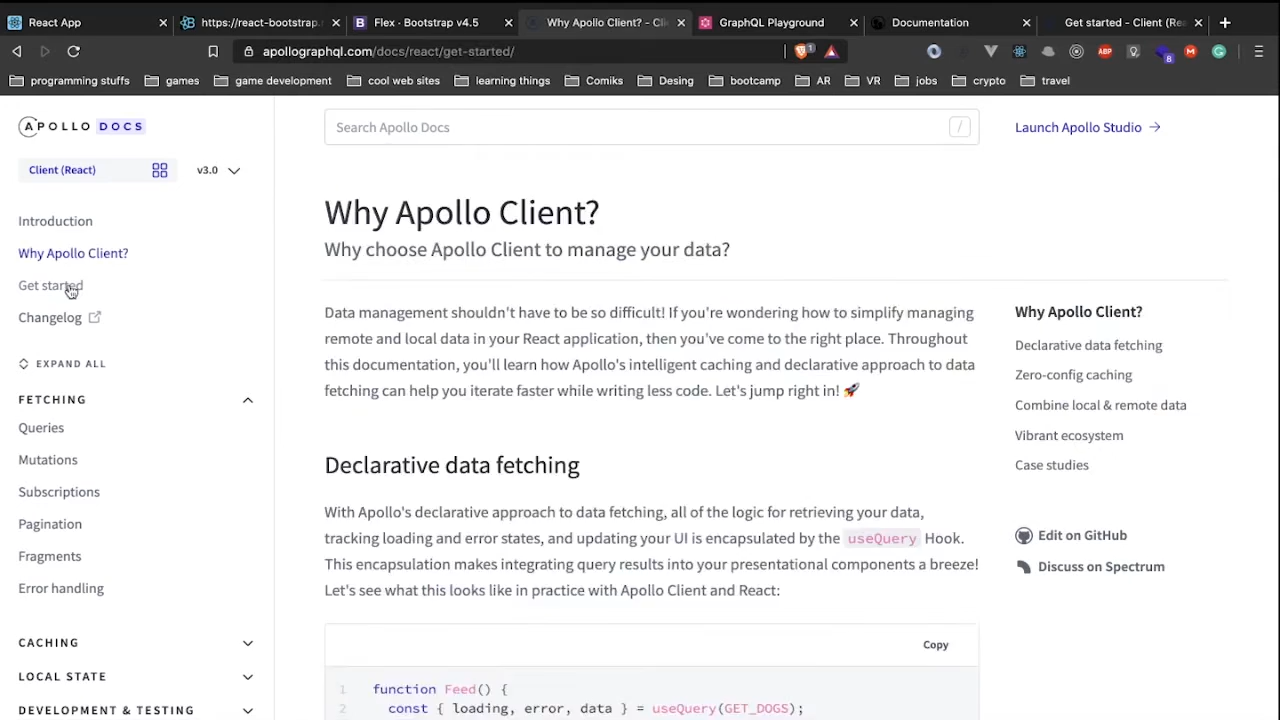 React App
https://react-bootstrap.r
Flex · Bootstrap v4.5
Why Apollo Client? - Clie
GraphQL Playground
Documentation
Get started - Client (Rea
apollographql.com/docs/react/get-started/
1
ABP
B
M
G
programming stuffs
games
game development
cool web sites
learning things
Comiks
Desing
bootcamp
AR
VR
jobs
crypto
travel
APOLLO DOCS
Search Apollo Docs
/
Launch Apollo Studio →
Client (React)
v3.0
Introduction
Why Apollo Client?
Get started
Changelog
EXPAND ALL
FETCHING
Queries
Mutations
Subscriptions
Pagination
Fragments
Error handling
CACHING
LOCAL STATE
DEVELOPMENT & TESTING
Why Apollo Client?
Why choose Apollo Client to manage your data?
Data management shouldn't have to be so difficult! If you're wondering how to simplify managing
remote and local data in your React application, then you've come to the right place. Throughout
this documentation, you'll learn how Apollo's intelligent caching and declarative approach to data
fetching can help you iterate faster while writing less code. Let's jump right in! 🚀
Declarative data fetching
With Apollo's declarative approach to data fetching, all of the logic for retrieving your data,
tracking loading and error states, and updating your UI is encapsulated by the useQuery Hook.
This encapsulation makes integrating query results into your presentational components a breeze!
Let's see what this looks like in practice with Apollo Client and React:
Copy
1 function Feed() {
2 const { loading, error, data } = useQuery(GET_DOGS);
Why Apollo Client?
Declarative data fetching
Zero-config caching
Combine local & remote data
Vibrant ecosystem
Case studies
Edit on GitHub
Discuss on Spectrum